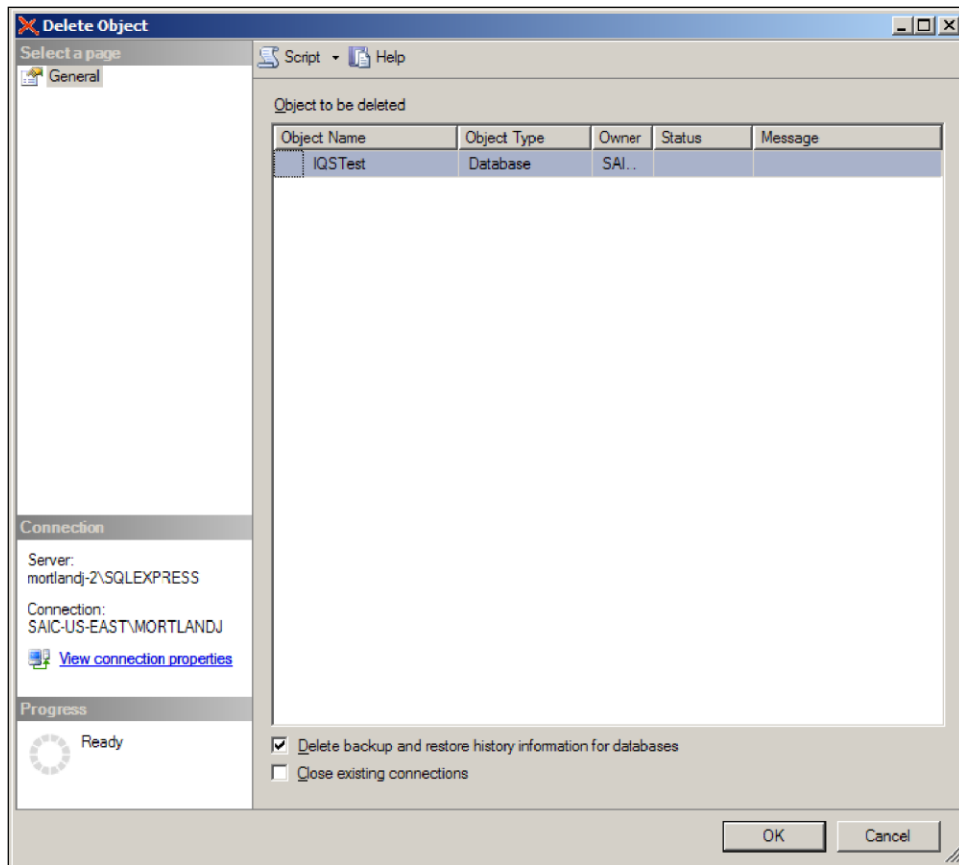 Delete Object
Select a page
General
Script
Help
Object to be deleted
Object Name Object Type Owner Status Message
IQSTest Database SAI...
Connection
Server:
mortlandj-2\SQLEXPRESS
Connection:
SAIC-US-EAST\MORTLANDJ
View connection properties
Progress
Ready
Delete backup and restore history information for databases
Close existing connections
OK Cancel